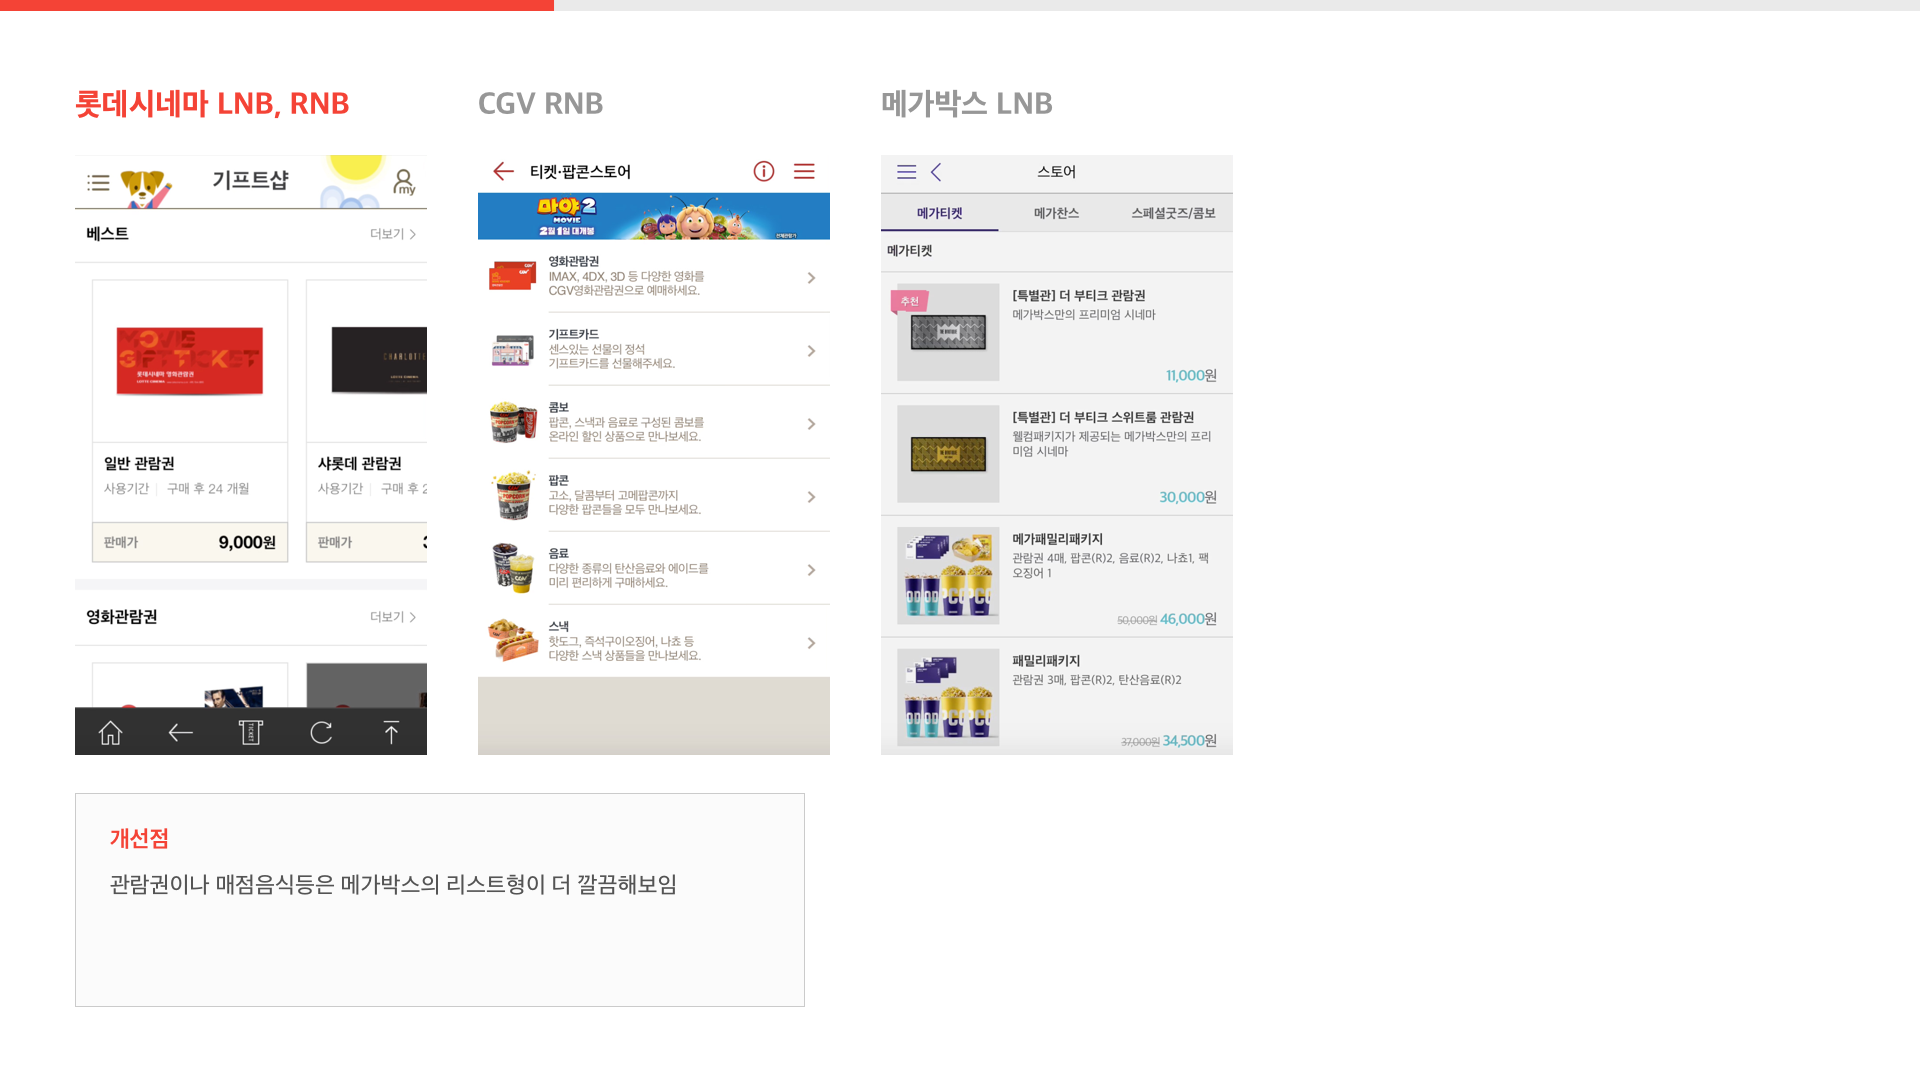 롯데시네마 LNB, RNB
CGV RNB
메가박스 LNB
기프트샵
my
베스트
더보기
MOVIE
GIFT TICKET
롯데시네마 영화관람권
CHARLOTTE
일반 관람권
사용기간 | 구매 후 24 개월
판매가
9,000원
샤롯데 관람권
사용기간 | 구매 후 2
판매가
3
영화관람권
더보기
TICKET
티켓·팝콘스토어
마야2
MOVIE
2월 1일 대개봉
전체관람가
영화관람권
IMAX, 4DX, 3D 등 다양한 영화를
CGV영화관람권으로 예매하세요.
기프트카드
센스있는 선물의 정석
기프트카드를 선물해주세요.
콤보
팝콘, 스낵과 음료로 구성된 콤보를
온라인 할인 상품으로 만나보세요.
팝콘
고소, 달콤부터 고메팝콘까지
다양한 팝콘들을 모두 만나보세요.
음료
다양한 종류의 탄산음료와 에이드를
미리 편리하게 구매하세요.
스낵
핫도그, 즉석구이오징어, 나쵸 등
다양한 스낵 상품들을 만나보세요.
스토어
메가티켓
메가찬스
스페셜굿즈/콤보
메가티켓
추천
[특별관] 더 부티크 관람권
메가박스만의 프리미엄 시네마
11,000원
[특별관] 더 부티크 스위트룸 관람권
웰컴패키지가 제공되는 메가박스만의 프리
미엄 시네마
30,000원
메가패밀리패키지
관람권 4매, 팝콘(R)2, 음료(R)2, 나쵸1, 팩
오징어 1
50,000원 46,000원
패밀리패키지
관람권 3매, 팝콘(R)2, 탄산음료(R)2
37,000원 34,500원
개선점
관람권이나 매점음식등은 메가박스의 리스트형이 더 깔끔해보임